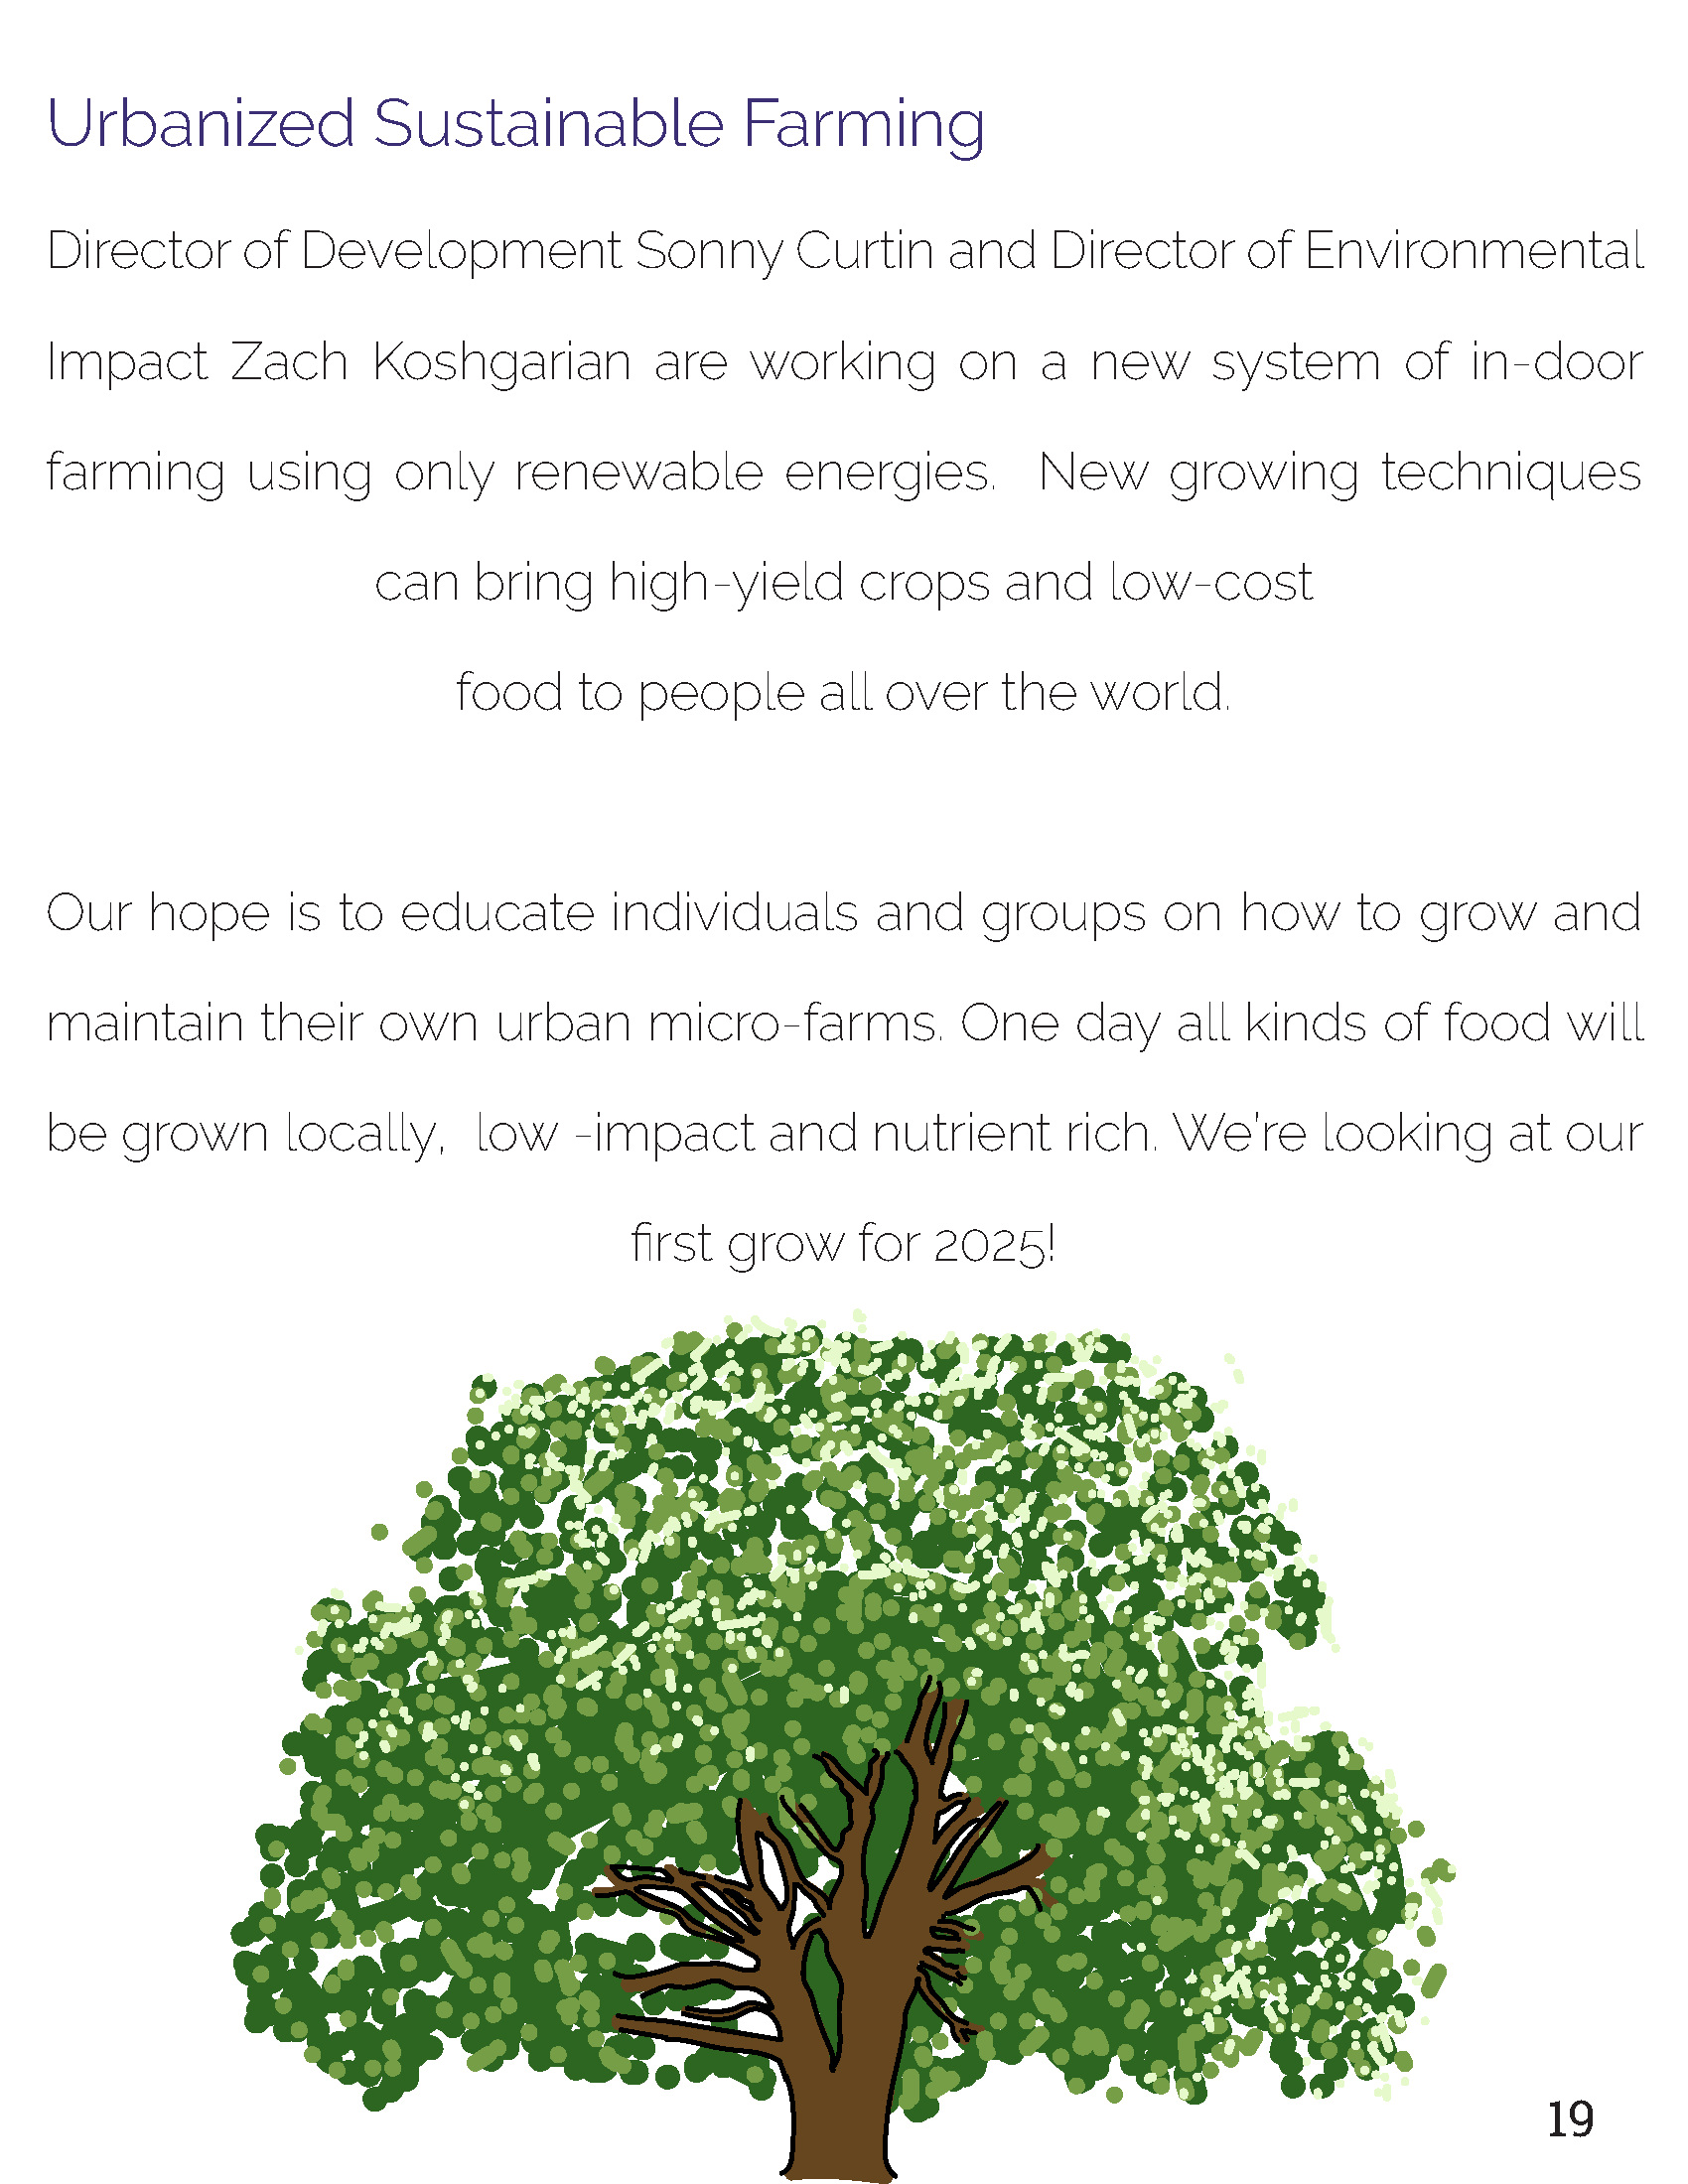 Urbanized Sustainable Farming
Director of Development Sonny Curtin and Director of Environmental
Impact Zach Koshgarian are working on a new system of in-door
farming using only renewable energies.  New growing techniques
can bring high-yield crops and low-cost
food to people all over the world.
Our hope is to educate individuals and groups on how to grow and
maintain their own urban micro-farms. One day all kinds of food will
be grown locally,  low -impact and nutrient rich. We're looking at our
first grow for 2025!
19